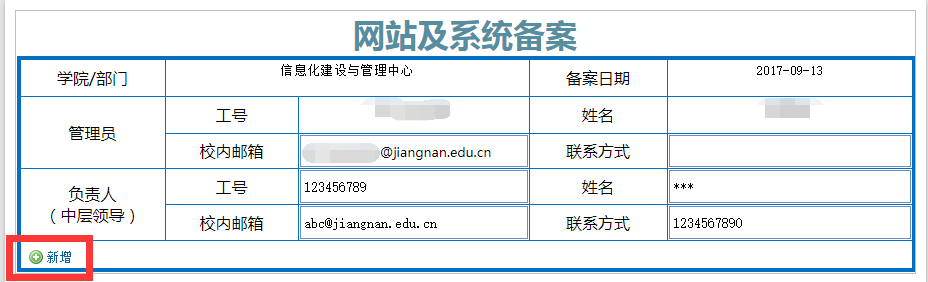 网站及系统备案
学院/部门 信息化建设与管理中心 备案日期 2017-09-13
管理员 工号 姓名
校内邮箱 @jiangnan.edu.cn 联系方式
负责人
（中层领导） 工号 123456789 姓名 ***
校内邮箱 abc@jiangnan.edu.cn 联系方式 1234567890
新增